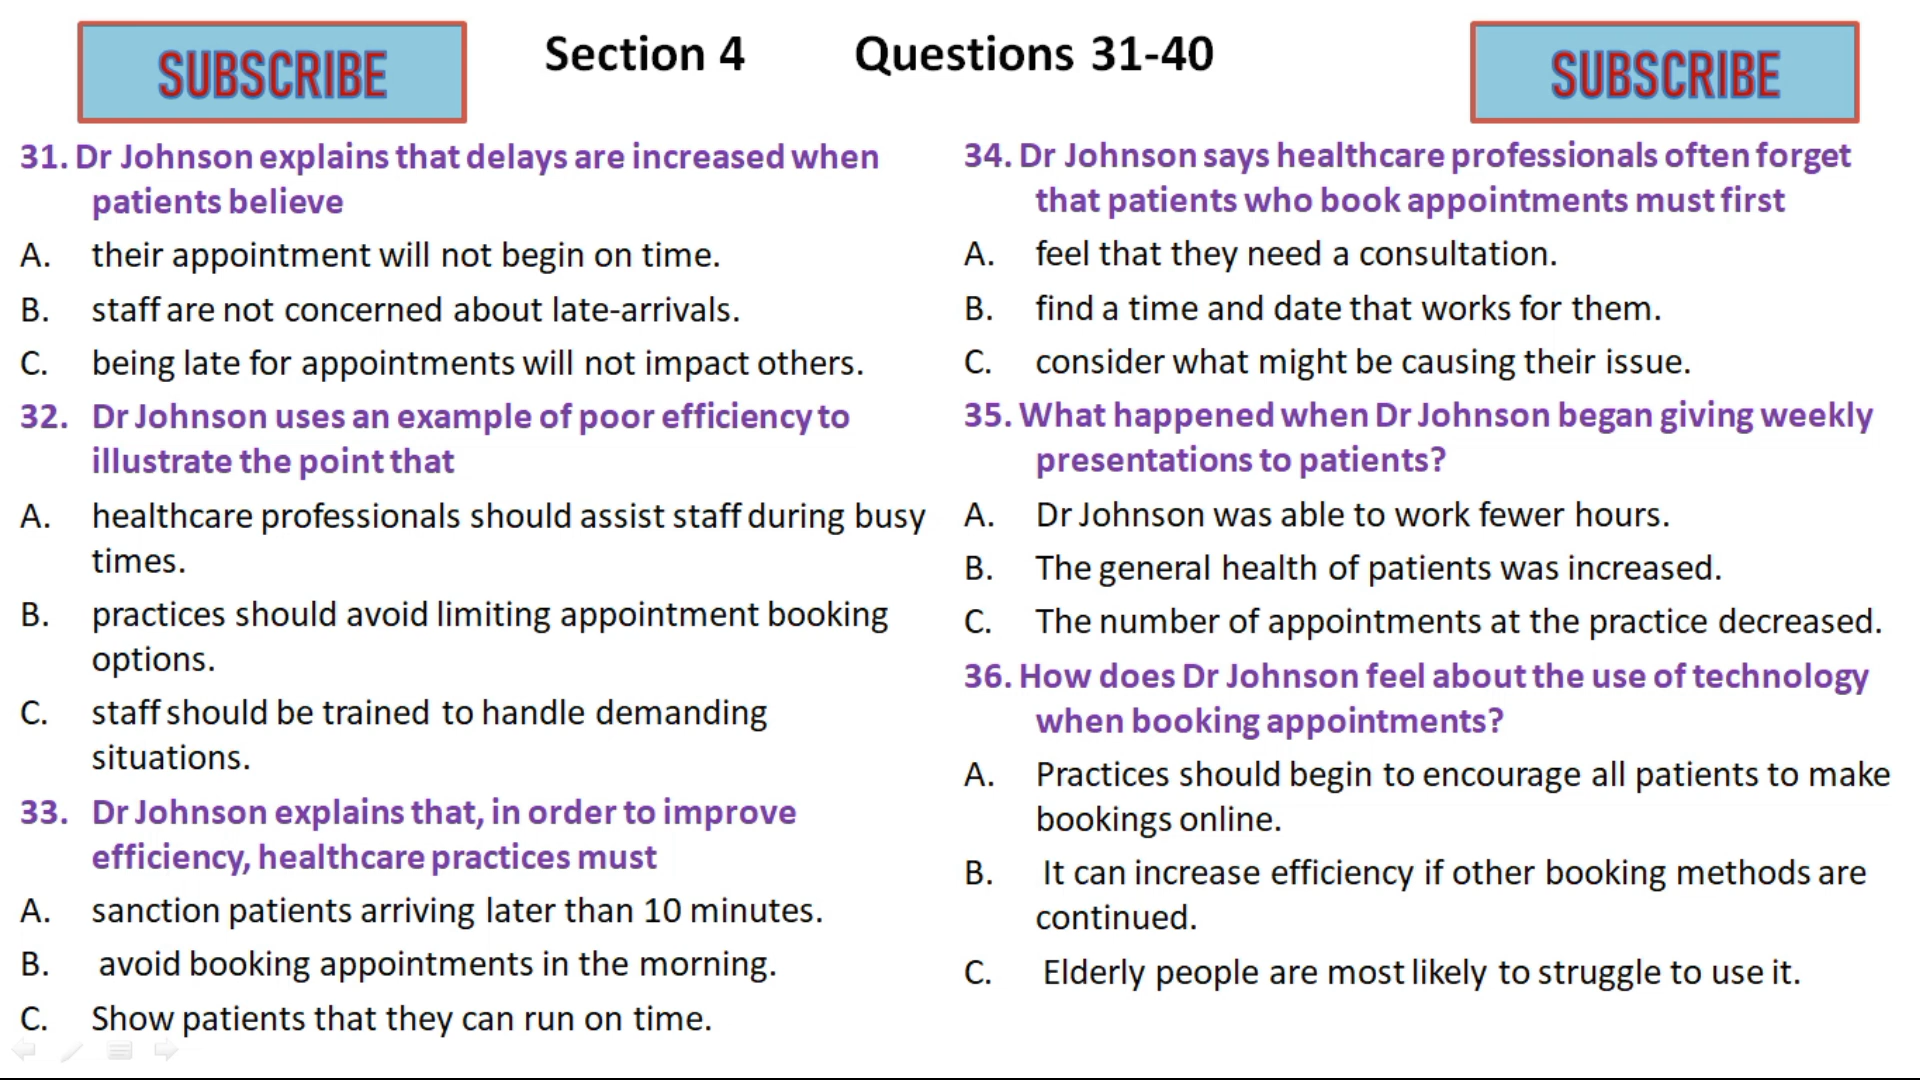 SUBSCRIBE
Section 4 Questions 31-40
SUBSCRIBE
31. Dr Johnson explains that delays are increased when
patients believe
A. their appointment will not begin on time.
B. staff are not concerned about late-arrivals.
C. being late for appointments will not impact others.
32. Dr Johnson uses an example of poor efficiency to
illustrate the point that
A. healthcare professionals should assist staff during busy
times.
B. practices should avoid limiting appointment booking
options.
C. staff should be trained to handle demanding
situations.
33. Dr Johnson explains that, in order to improve
efficiency, healthcare practices must
A. sanction patients arriving later than 10 minutes.
B. avoid booking appointments in the morning.
C. Show patients that they can run on time.
34. Dr Johnson says healthcare professionals often forget
that patients who book appointments must first
A. feel that they need a consultation.
B. find a time and date that works for them.
C. consider what might be causing their issue.
35. What happened when Dr Johnson began giving weekly
presentations to patients?
A. Dr Johnson was able to work fewer hours.
B. The general health of patients was increased.
C. The number of appointments at the practice decreased.
36. How does Dr Johnson feel about the use of technology
when booking appointments?
A. Practices should begin to encourage all patients to make
bookings online.
B. It can increase efficiency if other booking methods are
continued.
C. Elderly people are most likely to struggle to use it.